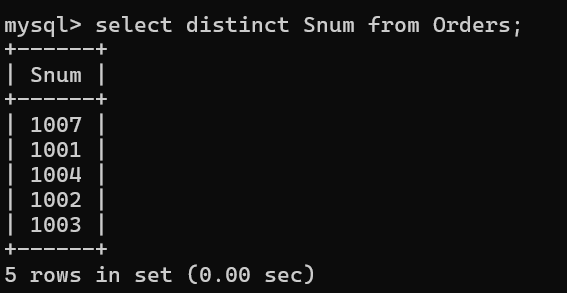 mysql> select distinct Snum from Orders;
+------+
| Snum |
+------+
| 1007 |
| 1001 |
| 1004 |
| 1002 |
| 1003 |
+------+
5 rows in set (0.00 sec)